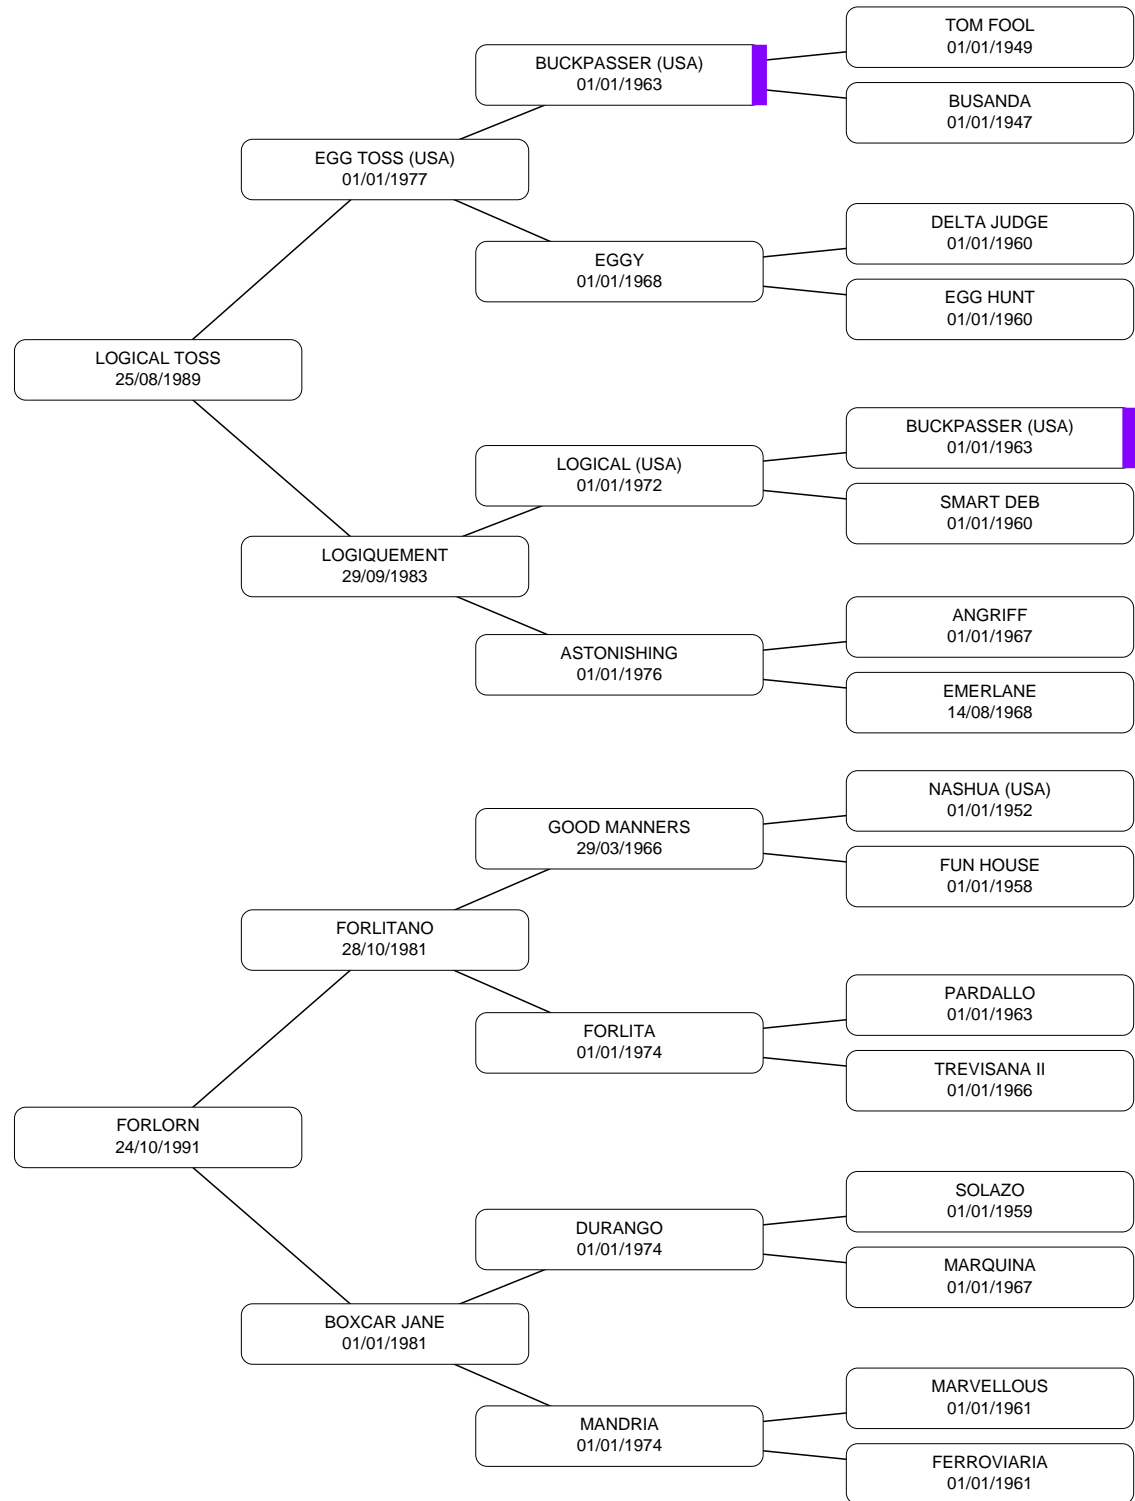 TOM FOOL
01/01/1949
BUCKPASSER (USA)
01/01/1963
BUSANDA
01/01/1947
EGG TOSS (USA)
01/01/1977
DELTA JUDGE
01/01/1960
EGGY
01/01/1968
EGG HUNT
01/01/1960
LOGICAL TOSS
25/08/1989
BUCKPASSER (USA)
01/01/1963
LOGICAL (USA)
01/01/1972
SMART DEB
01/01/1960
LOGIQUEMENT
29/09/1983
ANGRIFF
01/01/1967
ASTONISHING
01/01/1976
EMERLANE
14/08/1968
NASHUA (USA)
01/01/1952
GOOD MANNERS
29/03/1966
FUN HOUSE
01/01/1958
FORLITANO
28/10/1981
PARDALLO
01/01/1963
FORLITA
01/01/1974
TREVISANA II
01/01/1966
FORLORN
24/10/1991
SOLAZO
01/01/1959
DURANGO
01/01/1974
MARQUINA
01/01/1967
BOXCAR JANE
01/01/1981
MARVELLOUS
01/01/1961
MANDRIA
01/01/1974
FERROVIARIA
01/01/1961